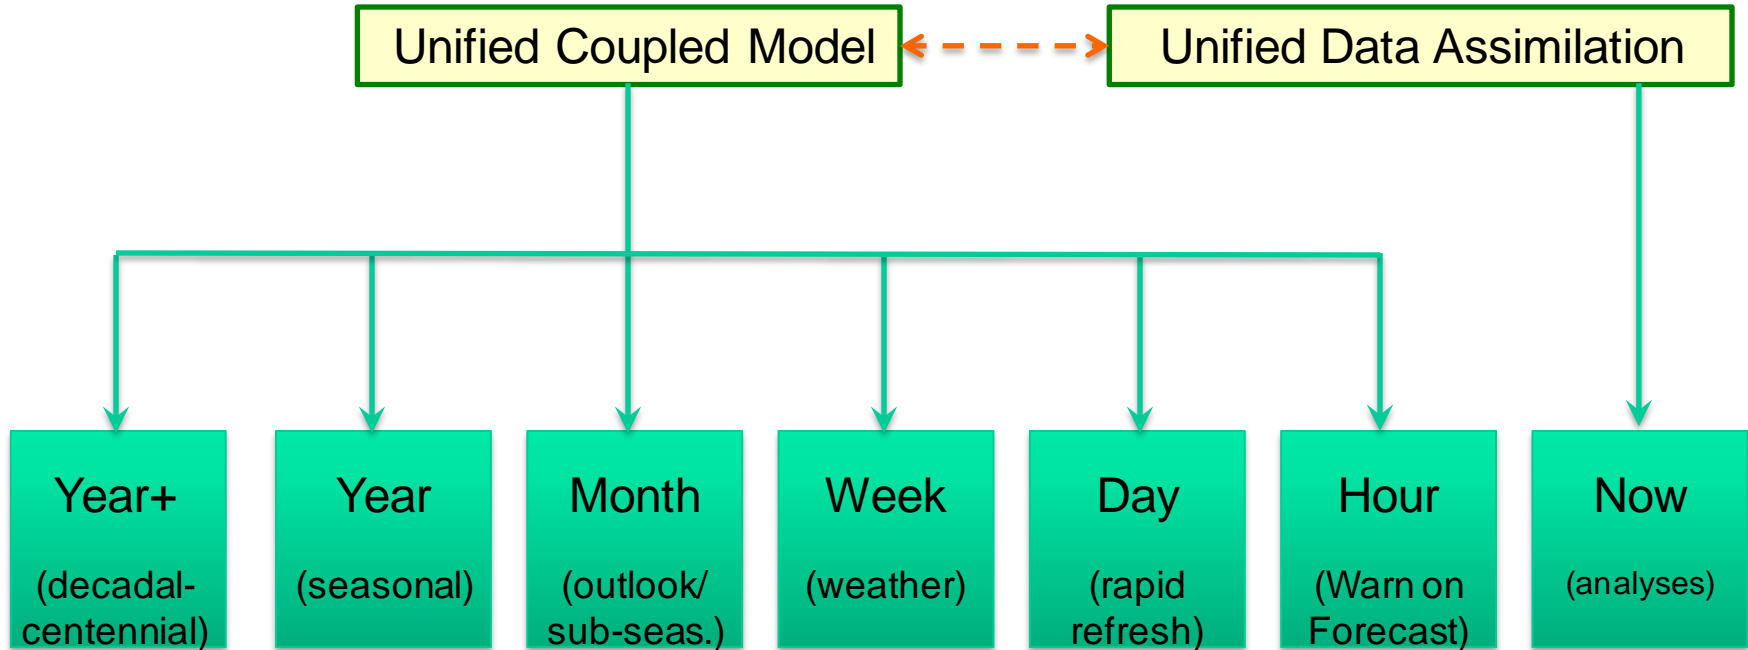 Unified Coupled Model
Unified Data Assimilation
Year+
(decadal-
centennial)
Year
(seasonal)
Month
(outlook/
sub-seas.)
Week
(weather)
Day
(rapid
refresh)
Hour
(Warn on
Forecast)
Now
(analyses)